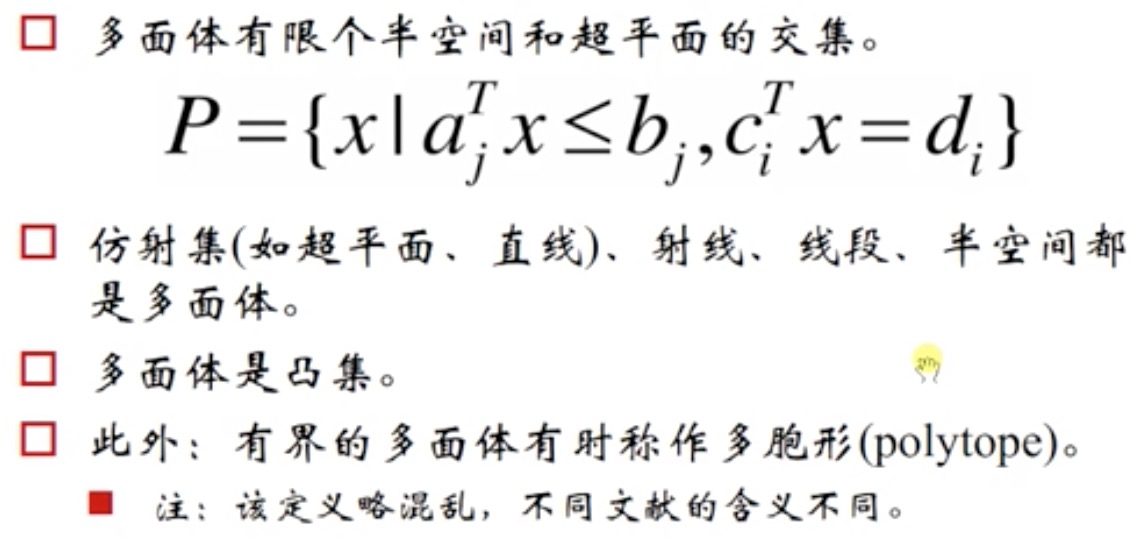 多面体有限个半空间和超平面的交集。
P={x|a_j^T x≤b_j,c_i^T x=d_i}
仿射集(如超平面、直线)、射线、线段、半空间都
是多面体。
多面体是凸集。
此外：有界的多面体有时称作多胞形(polytope)。
注：该定义略混乱，不同文献的含义不同。